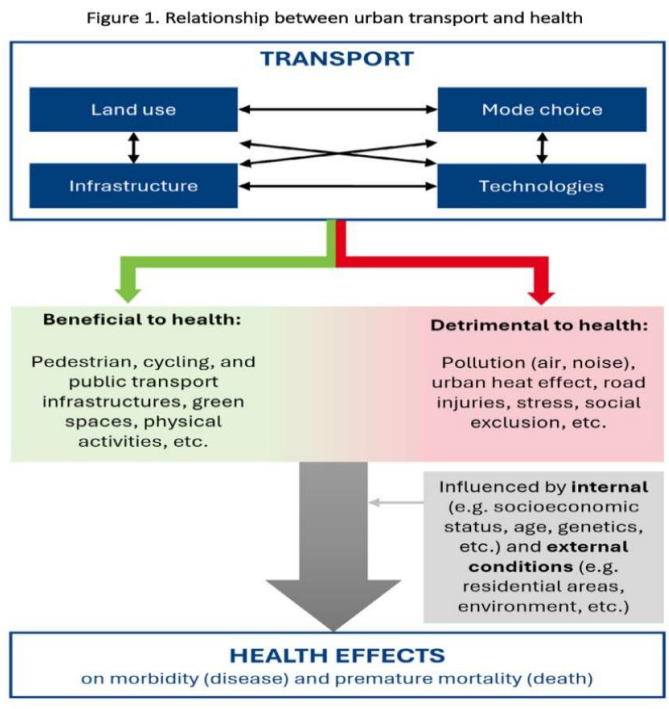 Figure 1. Relationship between urban transport and health
TRANSPORT
Land use
Mode choice
Infrastructure
Technologies
Beneficial to health:
Pedestrian, cycling, and
public transport
infrastructures, green
spaces, physical
activities, etc.
Detrimental to health:
Pollution (air, noise),
urban heat effect, road
injuries, stress, social
exclusion, etc.
Influenced by internal
(e.g. socioeconomic
status, age, genetics,
etc.) and external
conditions (e.g.
residential areas,
environment, etc.)
HEALTH EFFECTS
on morbidity (disease) and premature mortality (death)